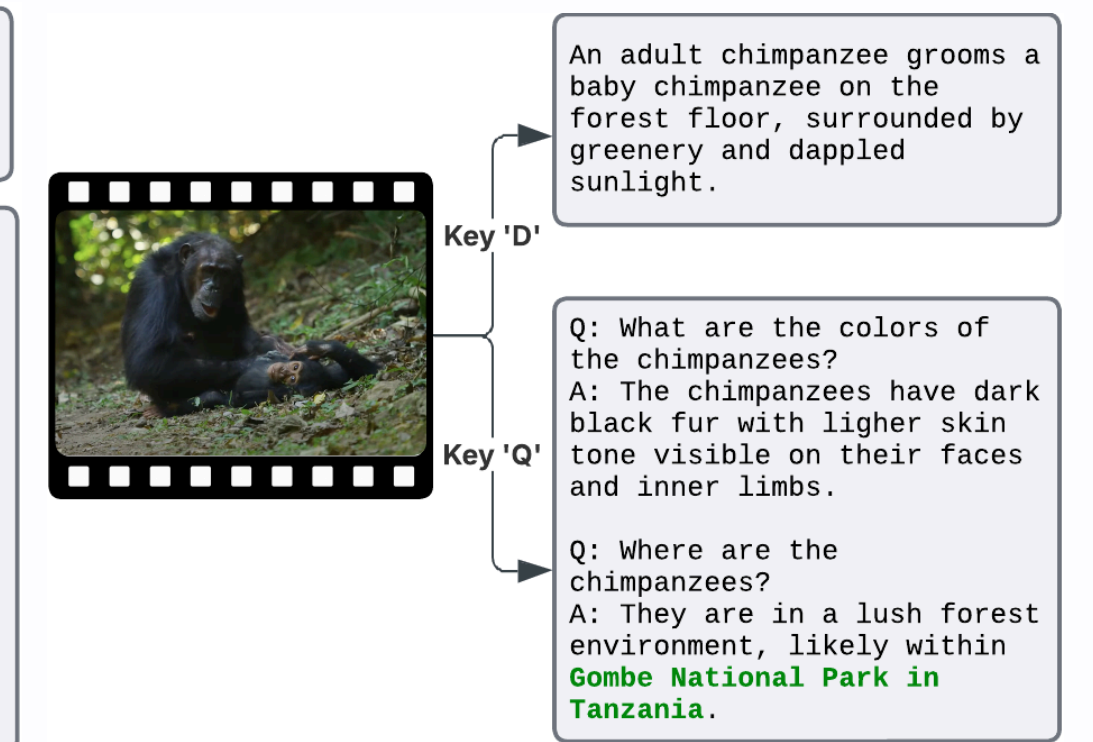 An adult chimpanzee grooms a
baby chimpanzee on the
forest floor, surrounded by
greenery and dappled
sunlight.
Key 'D'
Key 'Q'
Q: What are the colors of
the chimpanzees?
A: The chimpanzees have dark
black fur with ligher skin
tone visible on their faces
and inner limbs.
Q: Where are the
chimpanzees?
A: They are in a lush forest
environment, likely within
Gombe National Park in
Tanzania.